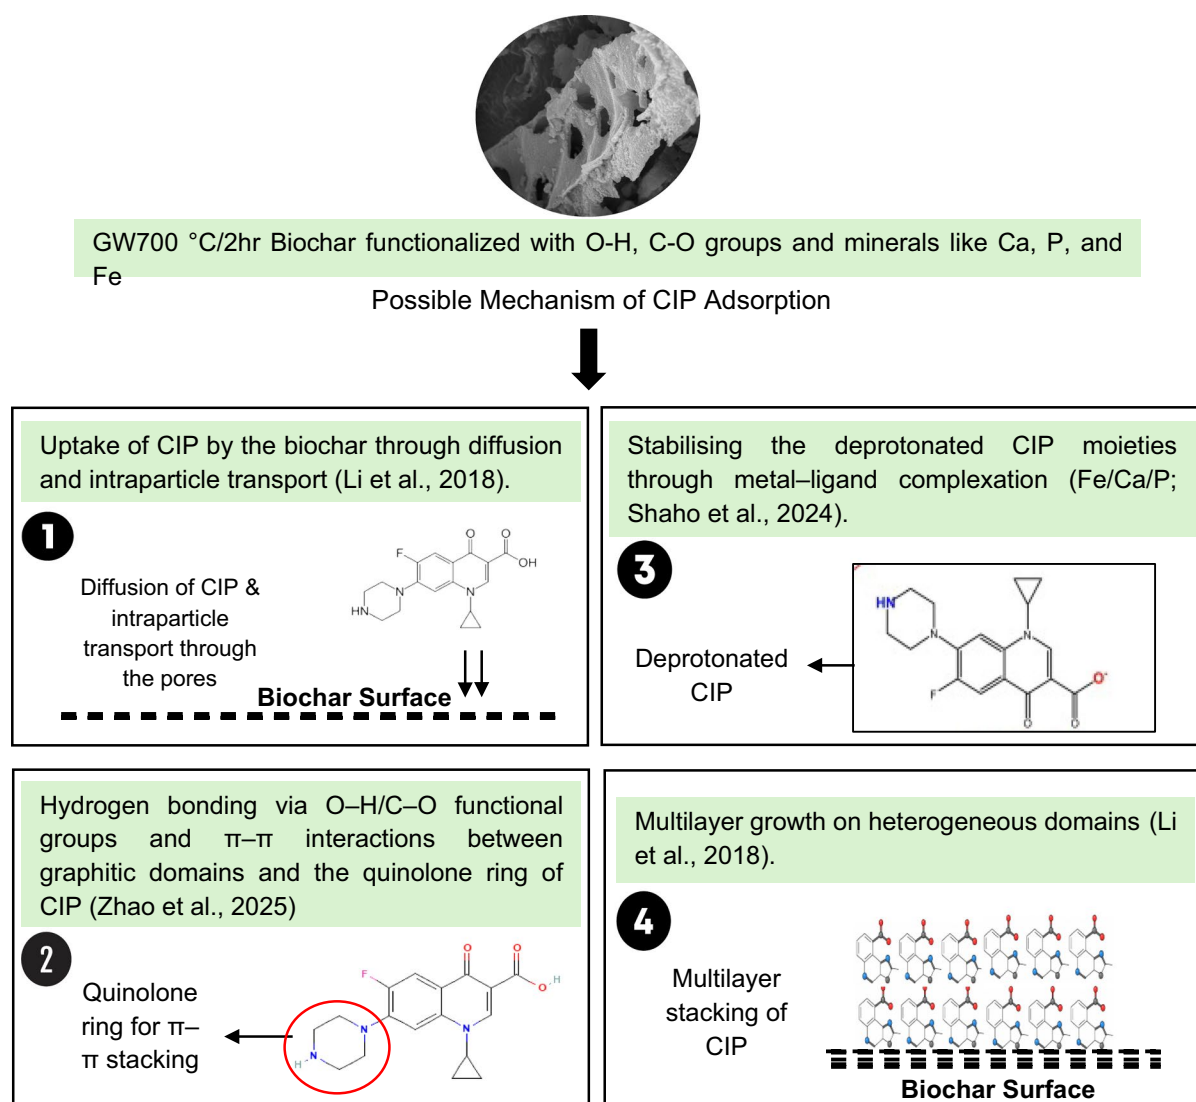 GW700 °C/2hr Biochar functionalized with O-H, C-O groups and minerals like Ca, P, and
Fe
Possible Mechanism of CIP Adsorption
Uptake of CIP by the biochar through diffusion
and intraparticle transport (Li et al., 2018).
1
Diffusion of CIP &
intraparticle
transport through
the pores
O
O
F
OH
N
N
HN
Biochar Surface
Stabilising the deprotonated CIP moieties
through metal–ligand complexation (Fe/Ca/P;
Shaho et al., 2024).
3
Deprotonated
CIP
HN
N
N
F
O⁻
O
O
Hydrogen bonding via O–H/C–O functional
groups and π–π interactions between
graphitic domains and the quinolone ring of
CIP (Zhao et al., 2025)
2
Quinolone
ring for π–
π stacking
O
O
F
O
H
N
N
N
H
Multilayer growth on heterogeneous domains (Li
et al., 2018).
4
Multilayer
stacking of
CIP
Biochar Surface